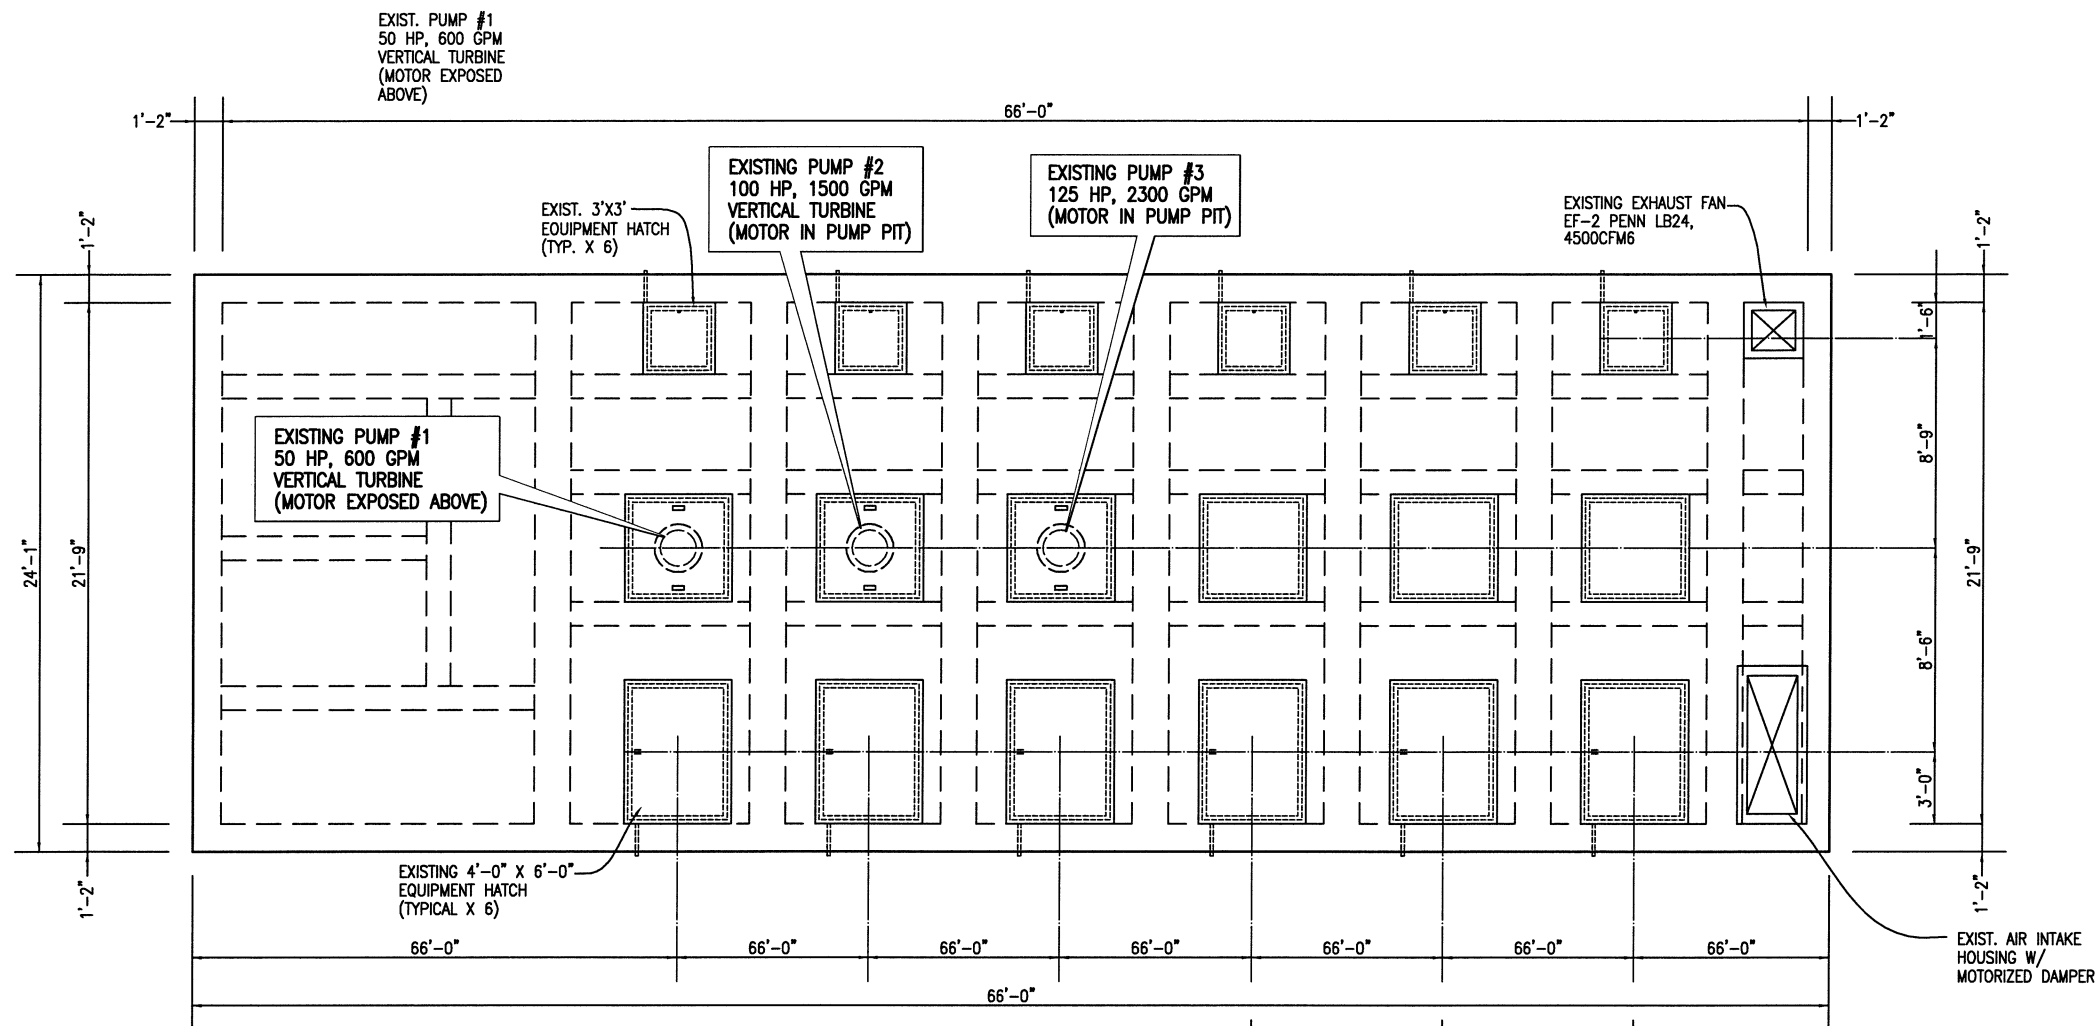 EXIST. PUMP #1
50 HP, 600 GPM
VERTICAL TURBINE
(MOTOR EXPOSED
ABOVE)
1'-2"
66'-0"
1'-2"
EXISTING PUMP #2
100 HP, 1500 GPM
VERTICAL TURBINE
(MOTOR IN PUMP PIT)
EXISTING PUMP #3
125 HP, 2300 GPM
(MOTOR IN PUMP PIT)
EXIST. 3'X3'
EQUIPMENT HATCH
(TYP. X 6)
EXISTING EXHAUST FAN
EF-2 PENN LB24,
4500CFM6
1'-2"
1'-2"
1'-6"
EXISTING PUMP #1
50 HP, 600 GPM
VERTICAL TURBINE
(MOTOR EXPOSED ABOVE)
8'-9"
24'-1"
21'-9"
21'-9"
8'-6"
3'-0"
EXISTING 4'-0" X 6'-0"
EQUIPMENT HATCH
(TYPICAL X 6)
1'-2"
1'-2"
66'-0"
66'-0"
66'-0"
66'-0"
66'-0"
66'-0"
66'-0"
EXIST. AIR INTAKE
HOUSING W/
MOTORIZED DAMPER
66'-0"